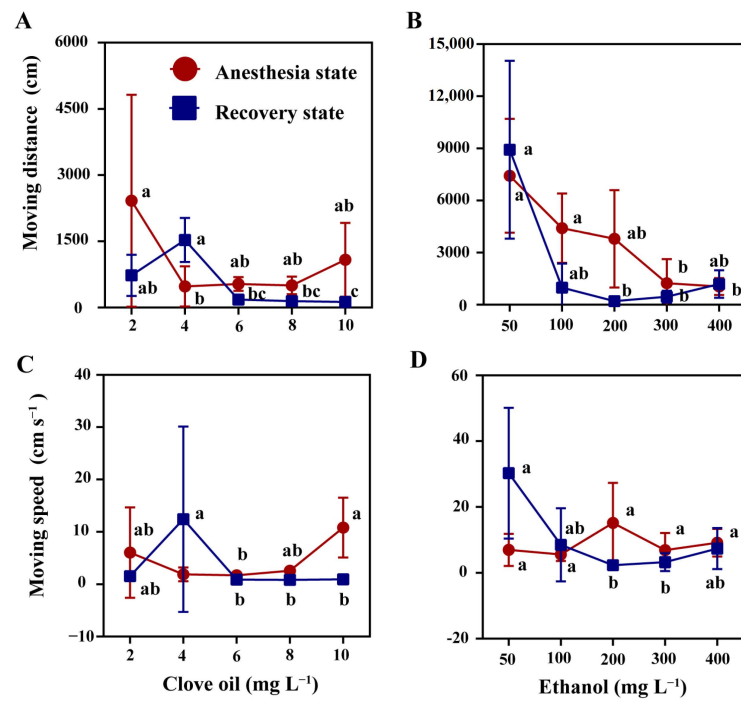 A
Moving distance (cm)
6000
4500
3000
1500
0
Anesthesia state
Recovery state
a
ab
a
b
ab
bc
ab
bc
ab
c
2 4 6 8 10
B
15,000
12,000
9000
6000
3000
0
a
a
a
ab
ab
b
b
b
ab
b
50 100 200 300 400
C
Moving speed (cm s⁻¹)
40
30
20
10
0
−10
ab
ab
a
b
b
ab
b
a
b
2 4 6 8 10
Clove oil (mg L⁻¹)
D
60
40
20
0
-20
a
a
ab
a
a
b
a
b
a
ab
50 100 200 300 400
Ethanol (mg L⁻¹)